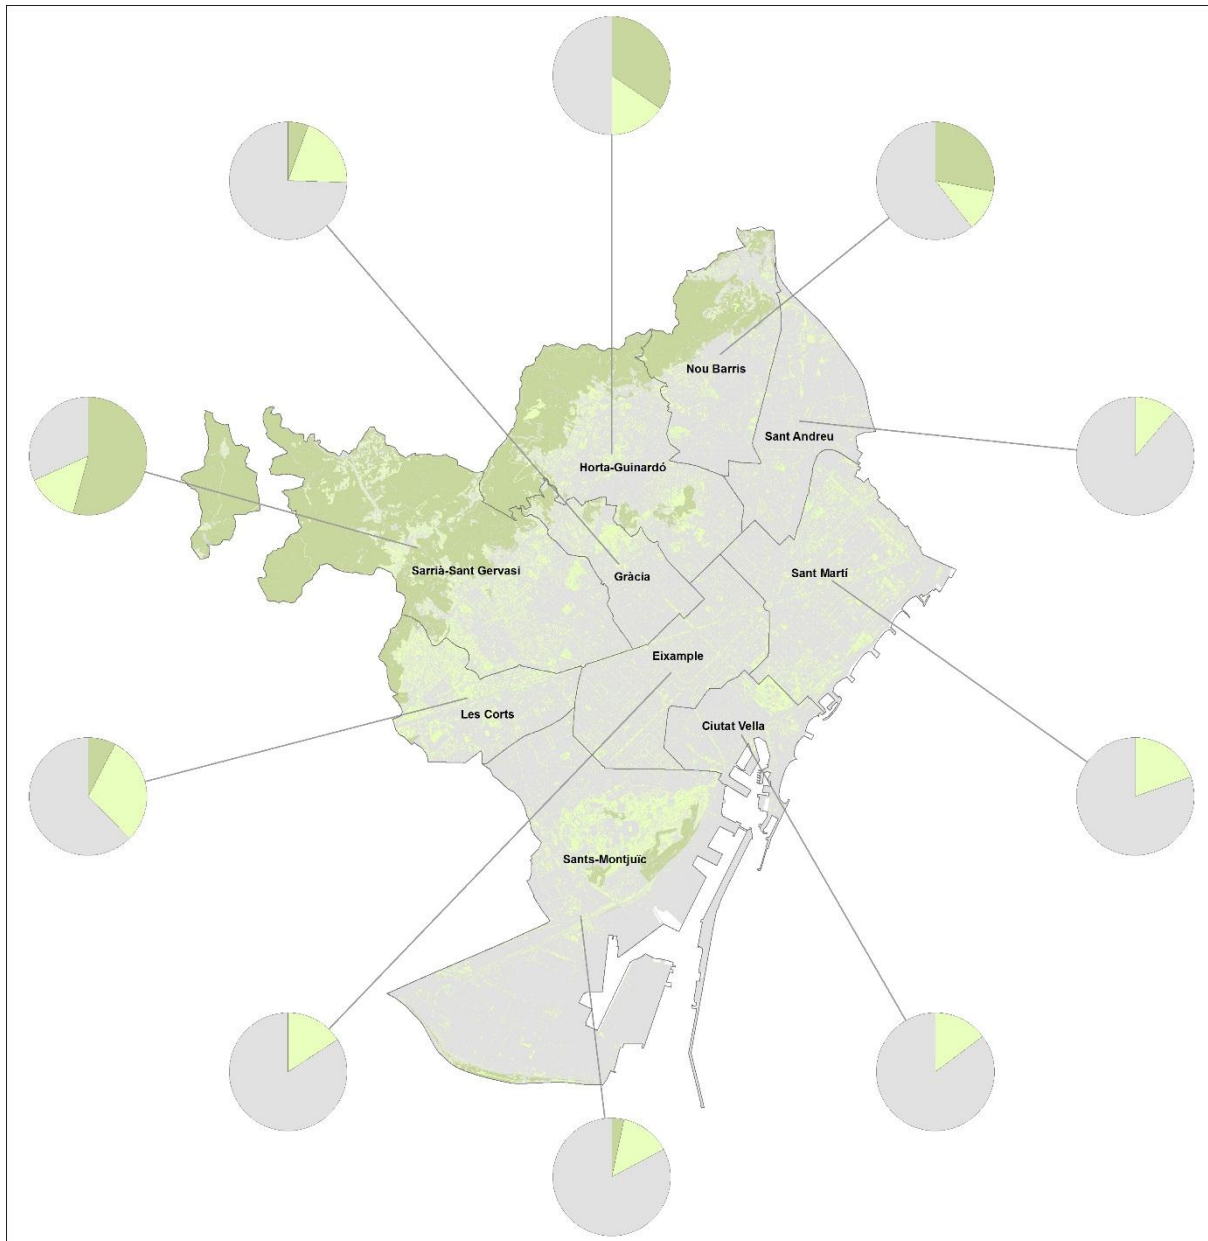 Nou Barris
Sant Andreu
Horta-Guinardó
Sarrià-Sant Gervasi
Gràcia
Sant Martí
Eixample
Les Corts
Ciutat Vella
Sants-Montjuïc